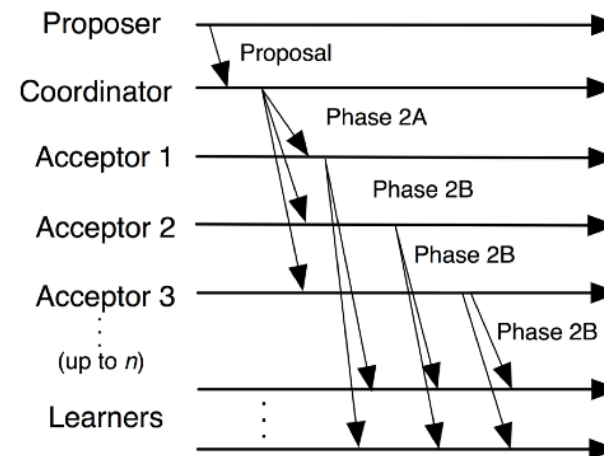 Proposer
Proposal
Coordinator
Phase 2A
Acceptor 1
Phase 2B
Acceptor 2
Phase 2B
Acceptor 3
Phase 2B
(up to n)
Learners